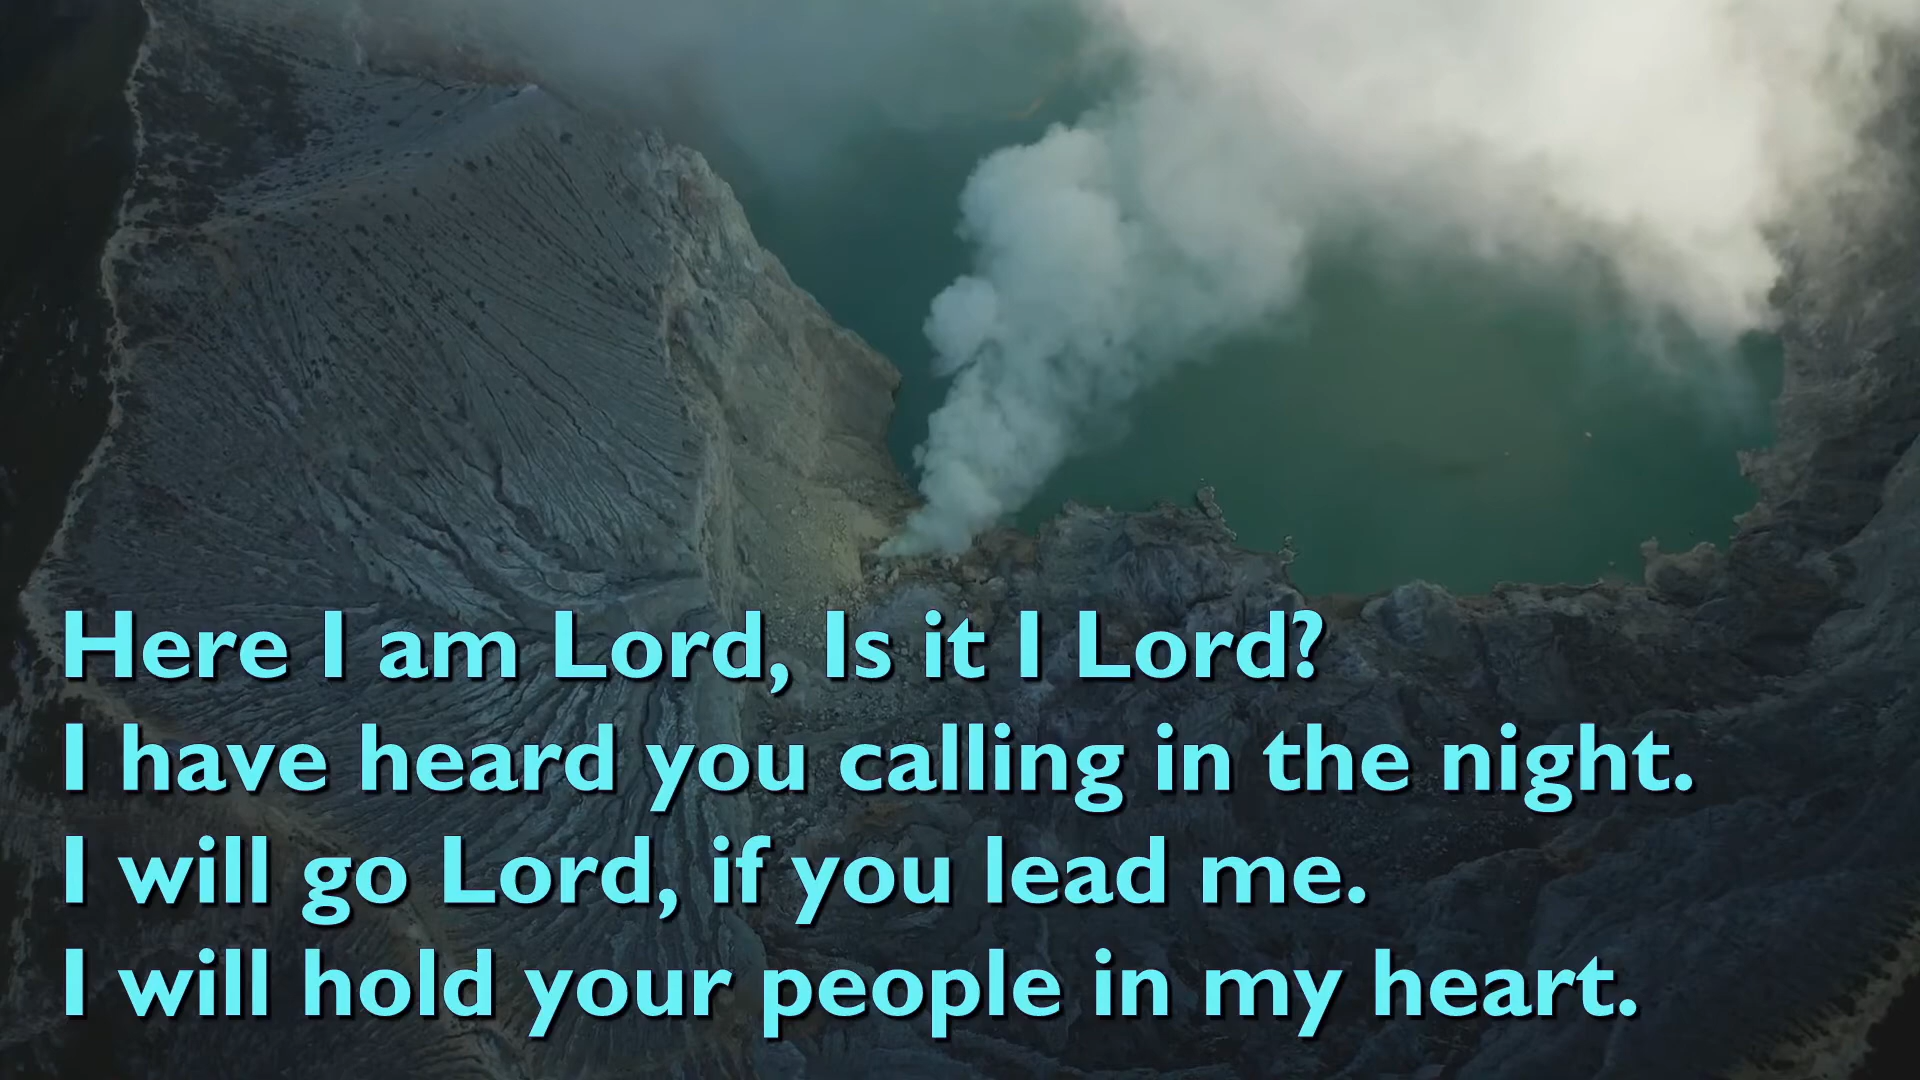 Here I am Lord, Is it I Lord?
I have heard you calling in the night.
I will go Lord, if you lead me.
I will hold your people in my heart.